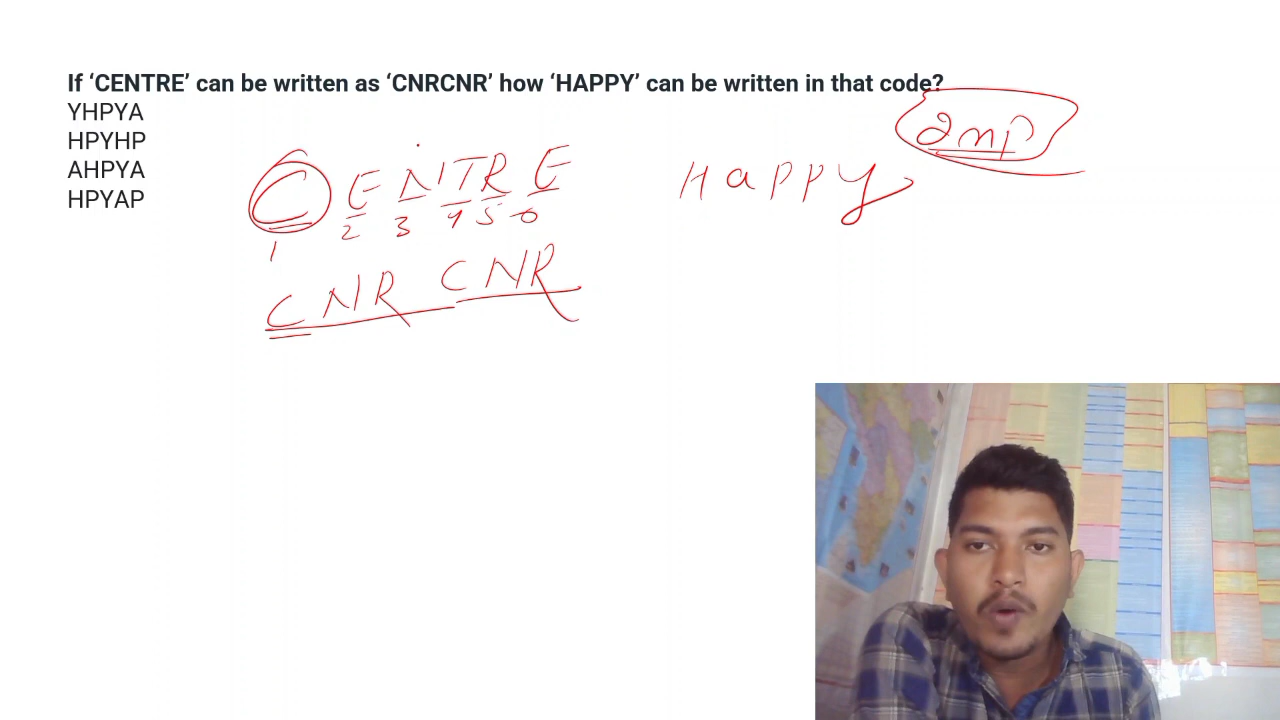 If ‘CENTRE’ can be written as ‘CNRCNR’ how ‘HAPPY’ can be written in that code?
YHPYA
HPYHP
AHPYA
HPYAP
CENTRE
1 2 3 4 5 6
CNR CNR
Happy